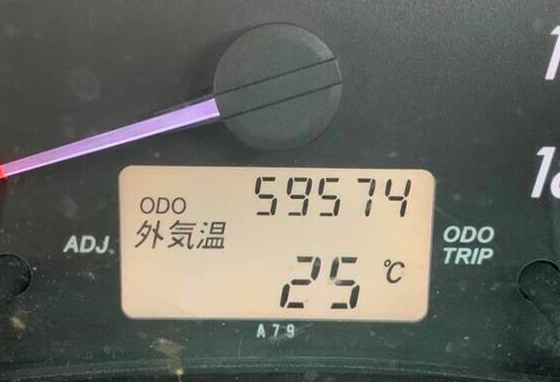 ODO 59574
外気温
25 ℃
ADJ.
ODO
TRIP
A79